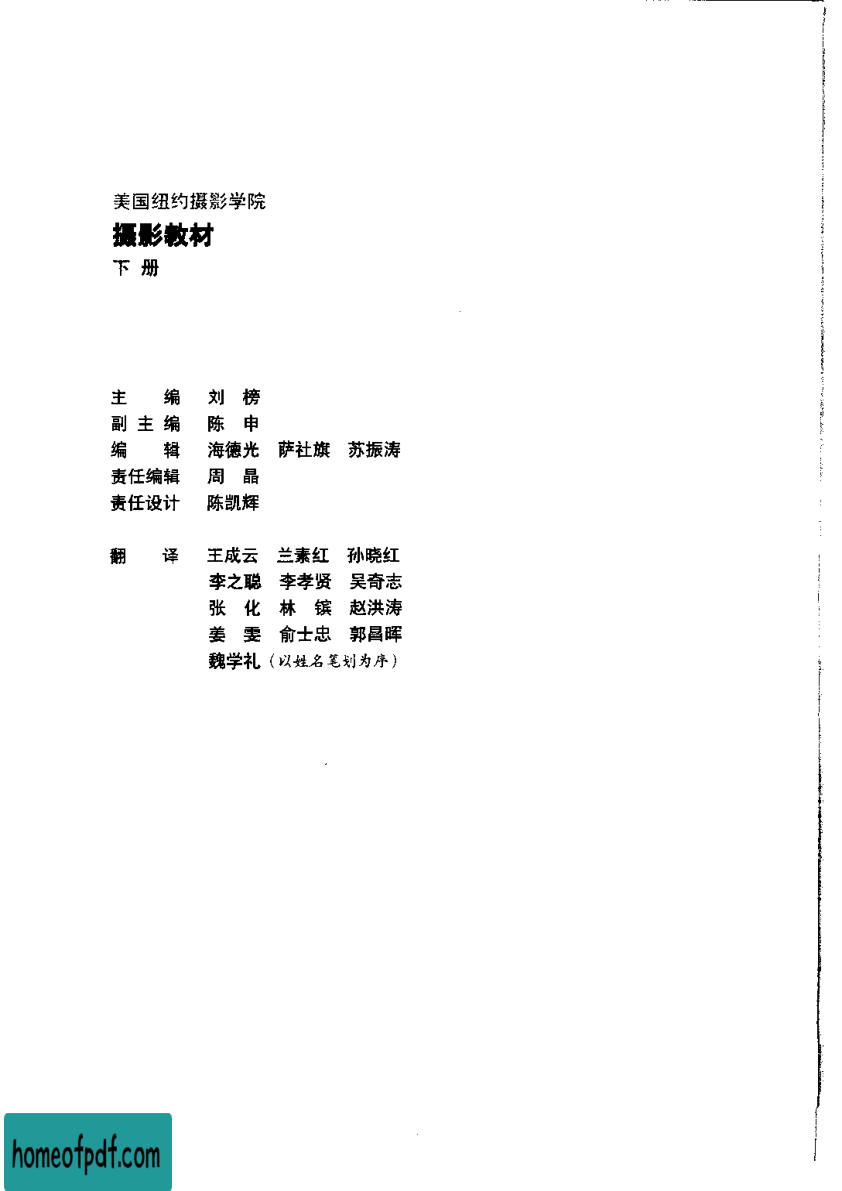 美国纽约摄影学院
摄影教材
下 册
主 编 刘 榜
副 主 编 陈 申
编 辑 海德光 萨社旗 苏振涛
责任编辑 周 晶
责任设计 陈凯辉
翻 译 王成云 兰素红 孙晓红
李之聪 李孝贤 吴奇志
张 化 林 镔 赵洪涛
姜 雯 俞士忠 郭昌晖
魏学礼（以姓名笔划为序）
homeofpdf.com